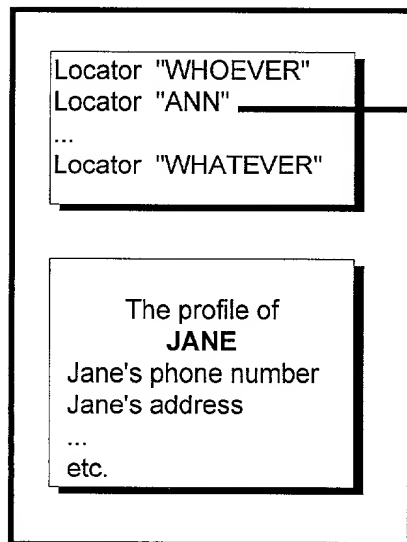 Locator "WHOEVER"
Locator "ANN"
...
Locator "WHATEVER"
The profile of
JANE
Jane's phone number
Jane's address
...
etc.